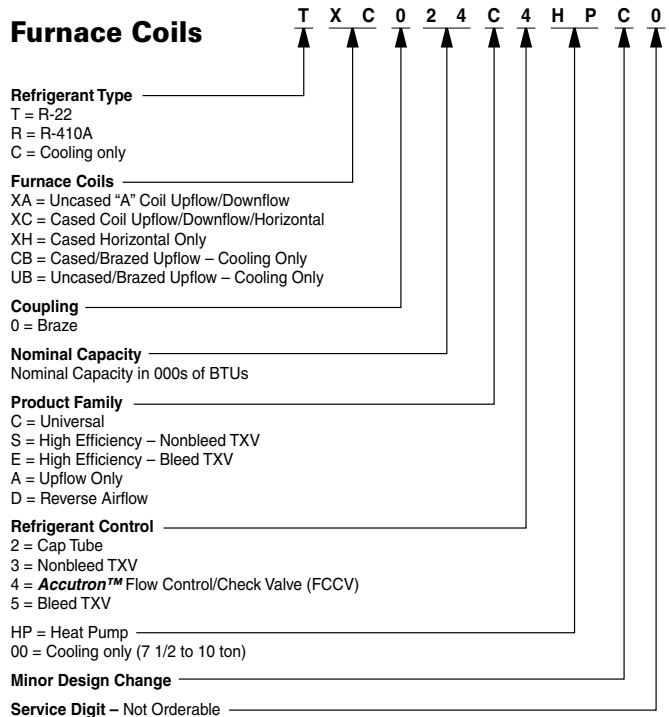 Furnace Coils
T X C 0 2 4 C 4 H P C 0
Refrigerant Type
T = R-22
R = R-410A
C = Cooling only
Furnace Coils
XA = Uncased “A” Coil Upflow/Downflow
XC = Cased Coil Upflow/Downflow/Horizontal
XH = Cased Horizontal Only
CB = Cased/Brazed Upflow – Cooling Only
UB = Uncased/Brazed Upflow – Cooling Only
Coupling
0 = Braze
Nominal Capacity
Nominal Capacity in 000s of BTUs
Product Family
C = Universal
S = High Efficiency – Nonbleed TXV
E = High Efficiency – Bleed TXV
A = Upflow Only
D = Reverse Airflow
Refrigerant Control
2 = Cap Tube
3 = Nonbleed TXV
4 = Accutron™ Flow Control/Check Valve (FCCV)
5 = Bleed TXV
HP = Heat Pump
00 = Cooling only (7 1/2 to 10 ton)
Minor Design Change
Service Digit – Not Orderable